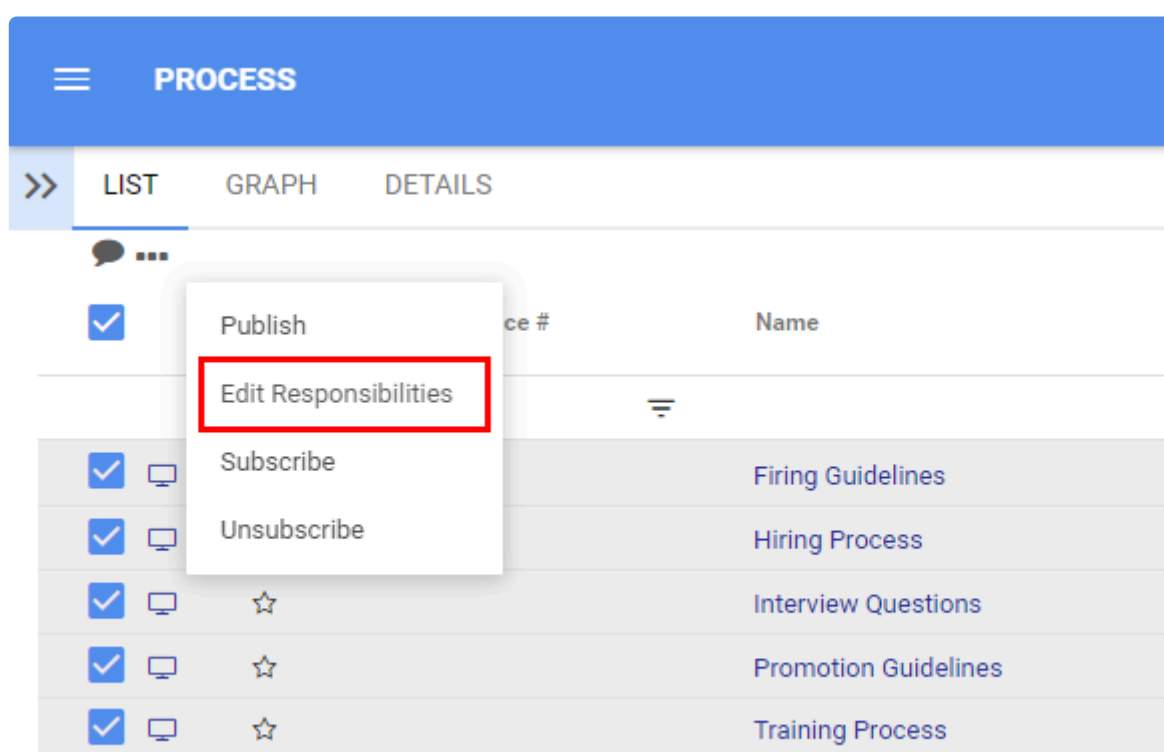 PROCESS
LIST GRAPH DETAILS
Publish
ce # Name
Edit Responsibilities
Subscribe
Firing Guidelines
Unsubscribe
Hiring Process
Interview Questions
Promotion Guidelines
Training Process